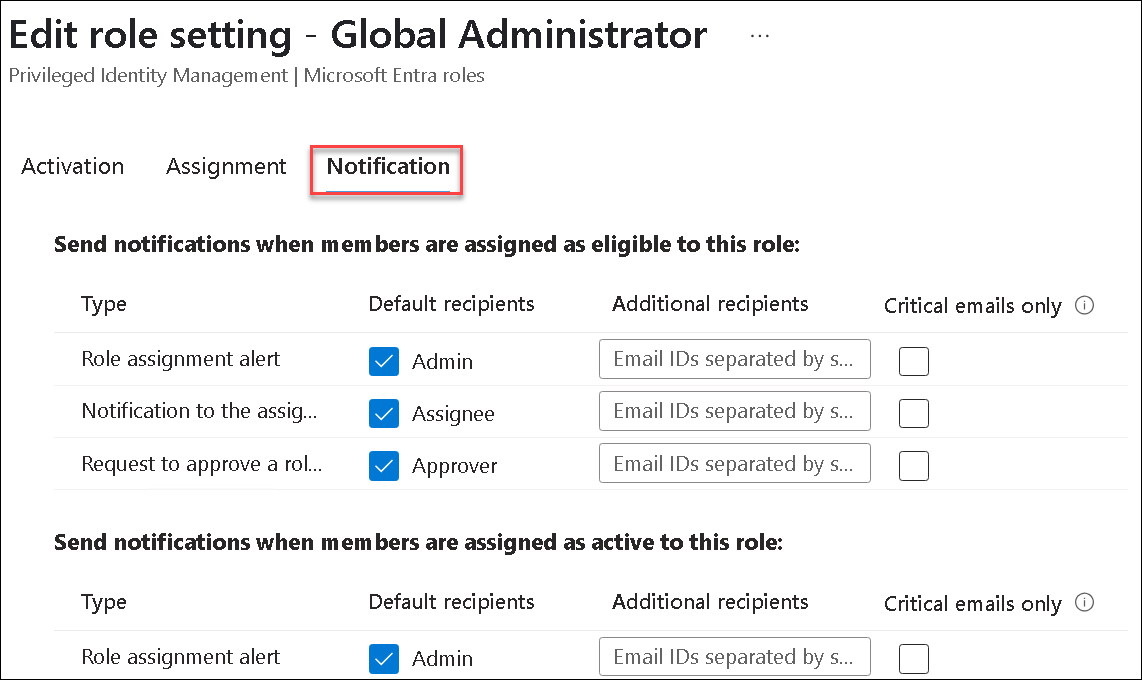 Edit role setting - Global Administrator ...
Privileged Identity Management | Microsoft Entra roles
Activation Assignment Notification
Send notifications when members are assigned as eligible to this role:
Type Default recipients Additional recipients Critical emails only
Role assignment alert Admin Email IDs separated by s...
Notification to the assig... Assignee Email IDs separated by s...
Request to approve a rol... Approver Email IDs separated by s...
Send notifications when members are assigned as active to this role:
Type Default recipients Additional recipients Critical emails only
Role assignment alert Admin Email IDs separated by s...